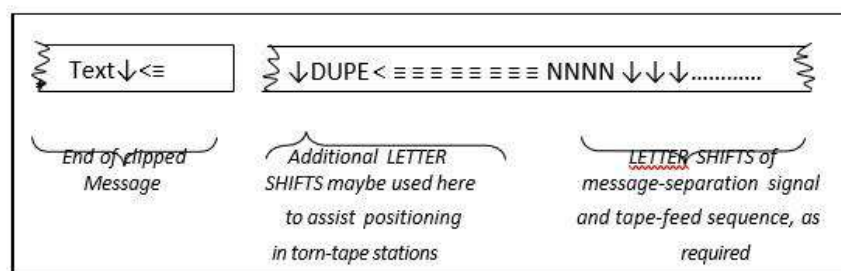 Text↓<≡
↓DUPE< ≡ ≡ ≡ ≡ ≡ ≡ ≡ ≡ NNNN ↓ ↓ ↓............
End of clipped
Message
Additional LETTER
SHIFTS maybe used here
to assist positioning
in torn-tape stations
LETTER SHIFTS of
message-separation signal
and tape-feed sequence, as
required